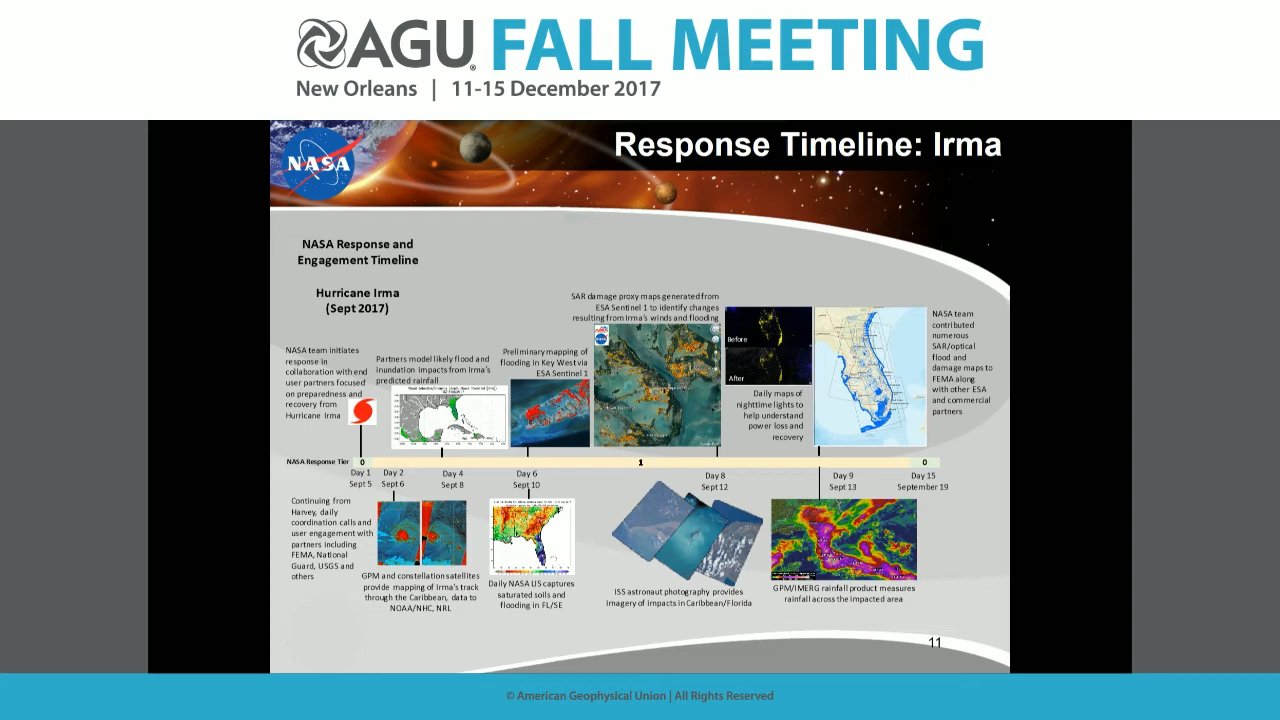 AGU FALL MEETING
New Orleans | 11-15 December 2017
NASA
Response Timeline: Irma
NASA Response and
Engagement Timeline
Hurricane Irma
(Sept 2017)
NASA team initiates
response in
collaboration with end
user partners focused
on preparedness and
recovery from
Hurricane Irma
Partners model likely flood and
inundation impacts from Irma's
predicted rainfall
Preliminary mapping of
flooding in Key West via
ESA Sentinel 1
SAR damage proxy maps generated from
ESA Sentinel 1 to identify changes
resulting from Irma's winds and flooding
Before
After
Daily maps of
nighttime lights to
help understand
power loss and
recovery
NASA team
contributed
numerous
SAR/optical
flood and
damage maps to
FEMA along
with other ESA
and commercial
partners
NASA Response Tier 0 1 0
Day 1
Sept 5
Day 2
Sept 6
Day 4
Sept 8
Day 6
Sept 10
Day 8
Sept 12
Day 9
Sept 13
Day 15
September 19
Continuing from
Harvey, daily
coordination calls and
user engagement with
partners including
FEMA, National
Guard, USGS and
others
GPM and constellation satellites
provide mapping of Irma's track
through the Caribbean, data to
NOAA/NHC, NRL
Daily NASA LIS captures
saturated soils and
flooding in FL/SE
ISS astronaut photography provides
imagery of impacts in Caribbean/Florida
GPM/IMERG rainfall product measures
rainfall across the impacted area
11
© American Geophysical Union | All Rights Reserved